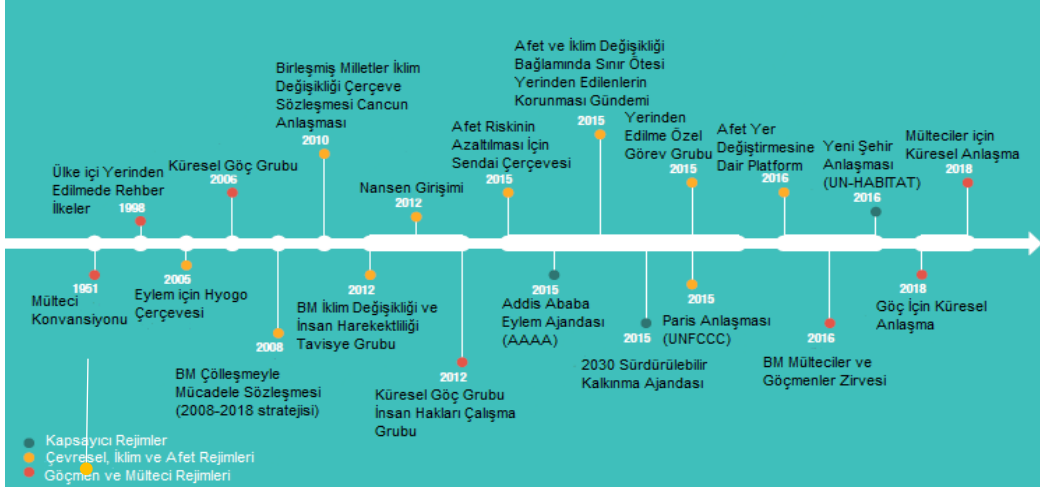 Birleşmiş Milletler İklim
Değişikliği Çerçeve
Sözleşmesi Cancun
Anlaşması
2010
Afet ve İklim Değişikliği
Bağlamında Sınır Ötesi
Yerinden Edilenlerin
Korunması Gündemi
2015
Ülke içi Yerinden
Edilmede Rehber
İlkeler
1998
Küresel Göç Grubu
2006
Nansen Girişimi
2012
Afet Riskinin
Azaltılması İçin
Sendai Çerçevesi
2015
Yerinden
Edilme Özel
Görev Grubu
2015
Afet Yer
Değiştirmesine
Dair Platform
2016
Yeni Şehir
Anlaşması
(UN-HABITAT)
2016
Mülteciler için
Küresel Anlaşma
2018
1951
Mülteci
Konvansiyonu
2005
Eylem için Hyogo
Çerçevesi
2008
BM Çölleşmeyle
Mücadele Sözleşmesi
(2008-2018 stratejisi)
2012
BM İklim Değişikliği ve
İnsan Harekektliliği
Tavisye Grubu
2012
Küresel Göç Grubu
İnsan Hakları Çalışma
Grubu
2015
Addis Ababa
Eylem Ajandası
(AAAA)
2015
2030 Sürdürülebilir
Kalkınma Ajandası
2015
Paris Anlaşması
(UNFCCC)
2016
BM Mülteciler ve
Göçmenler Zirvesi
2018
Göç İçin Küresel
Anlaşma
Kapsayıcı Rejimler
Çevresel, İklim ve Afet Rejimleri
Göçmen ve Mülteci Rejimleri